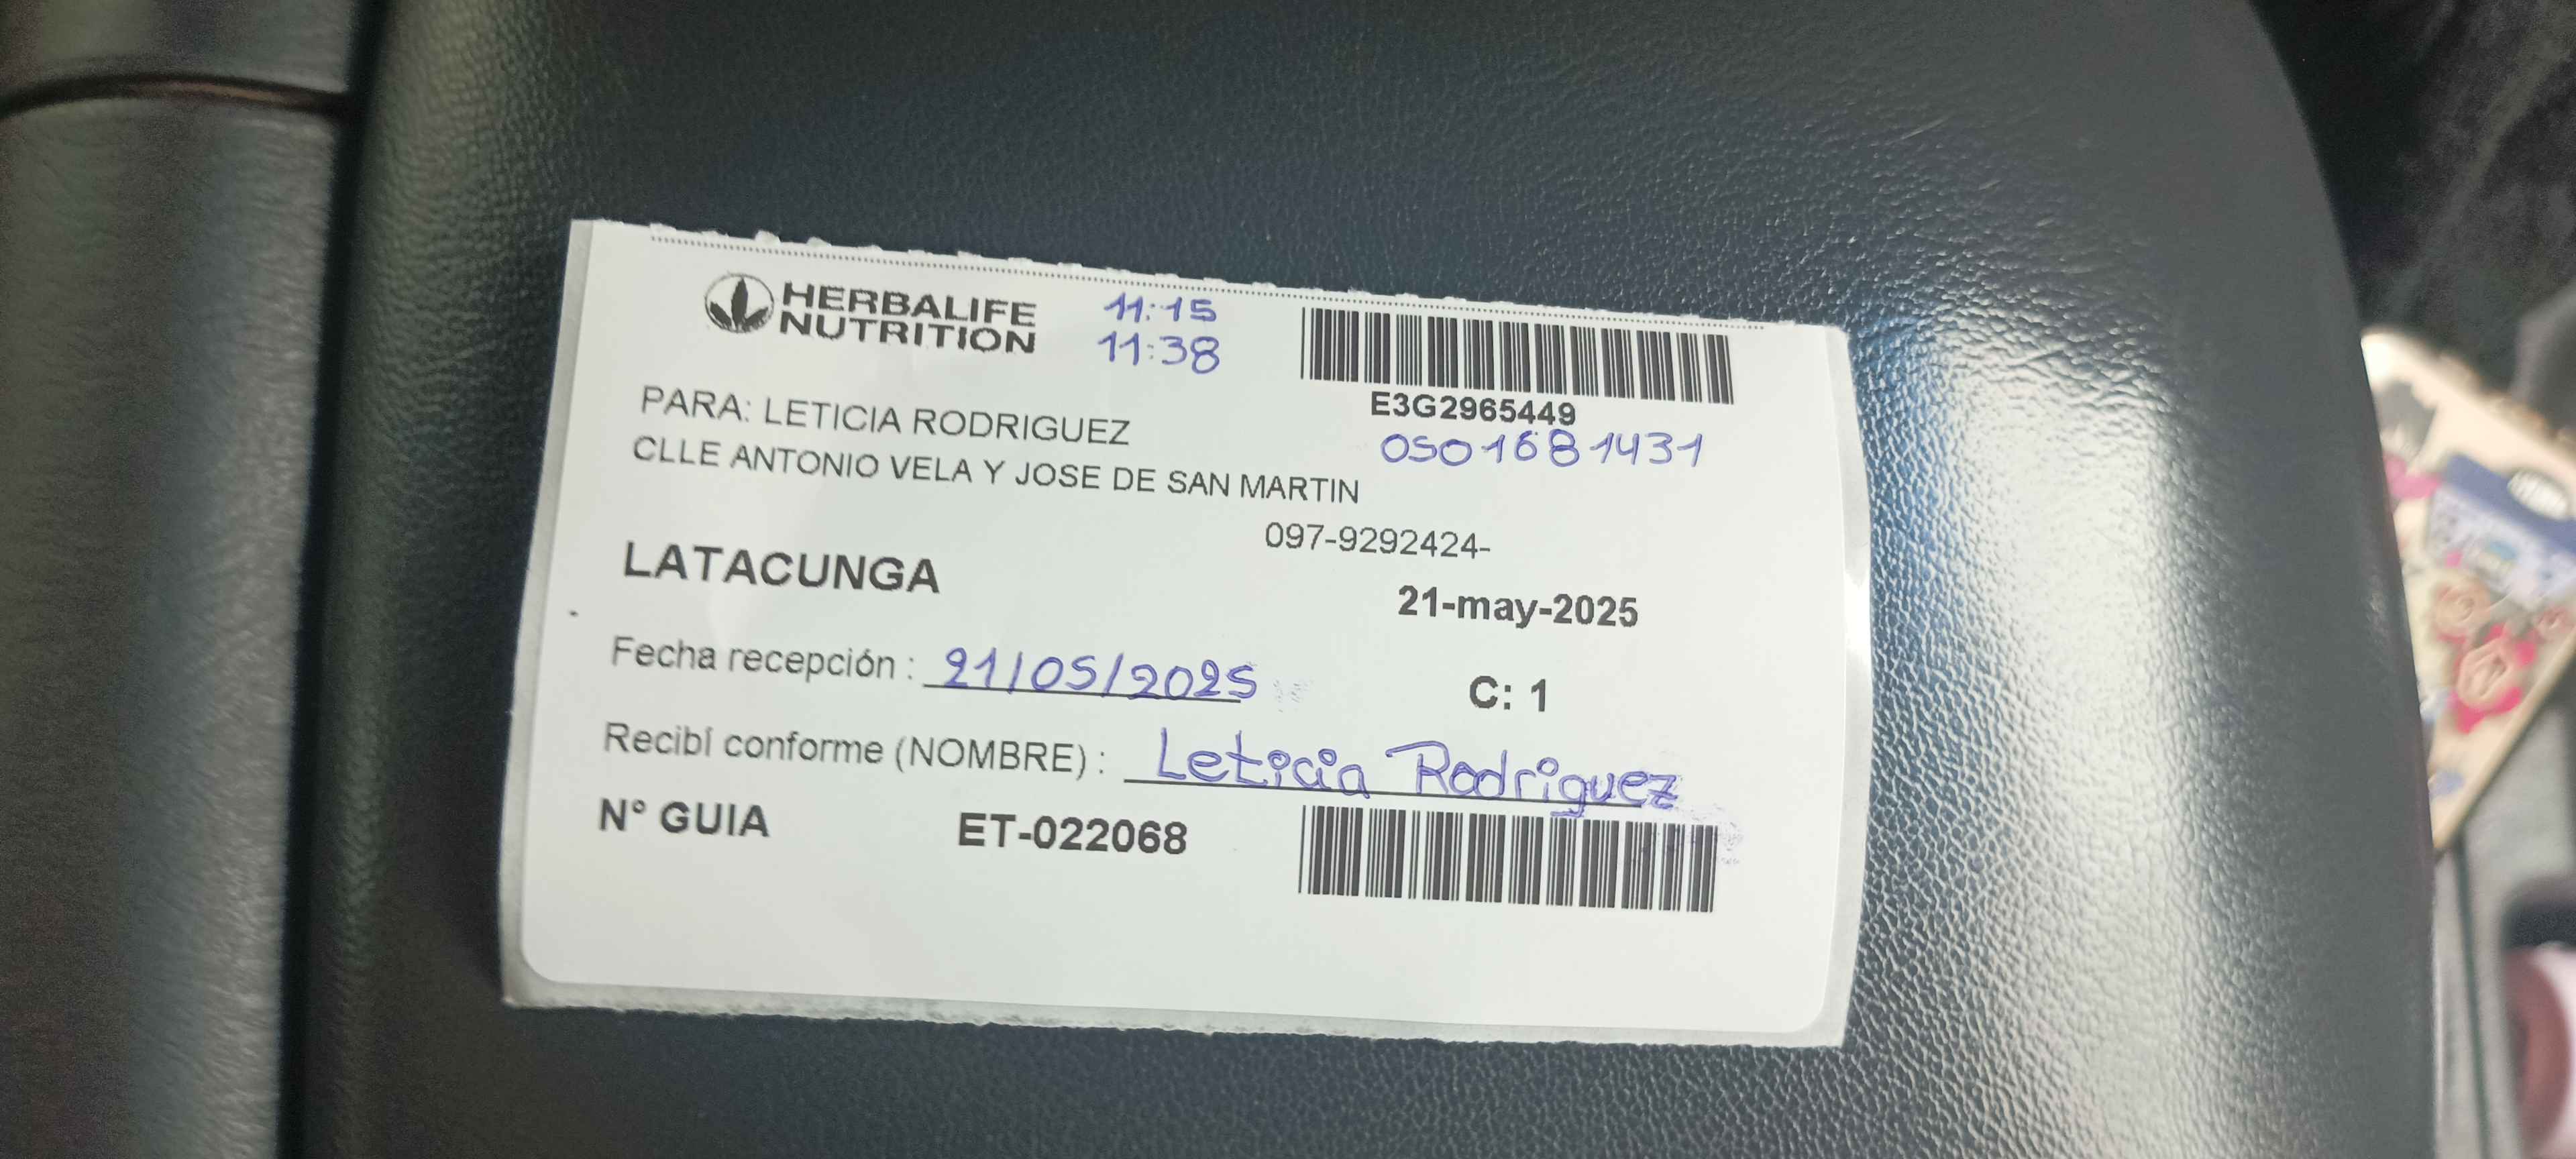 HERBALIFE
NUTRITION
11:15
11:38
E3G2965449
PARA: LETICIA RODRIGUEZ
0501681431
CLLE ANTONIO VELA Y JOSE DE SAN MARTIN
097-9292424-
LATACUNGA
21-may-2025
Fecha recepción : 21/05/2025
C: 1
Recibí conforme (NOMBRE) : Leticia Rodriguez
N° GUIA ET-022068